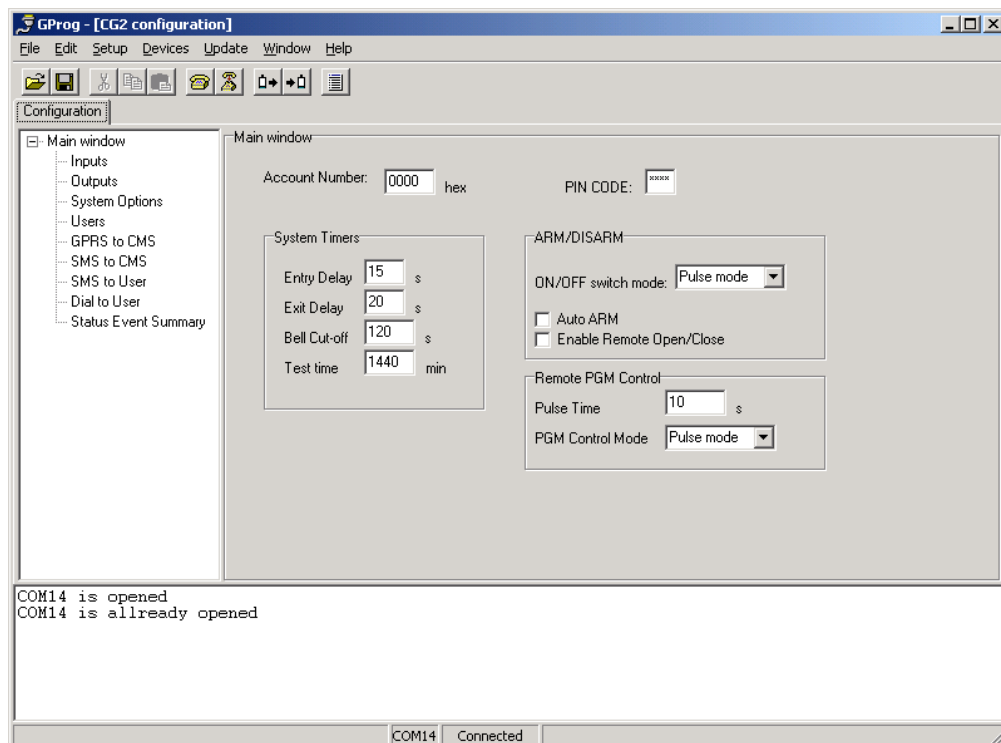 GProg - [CG2 configuration]
File Edit Setup Devices Update Window Help
Configuration
Main window
Inputs
Outputs
System Options
Users
GPRS to CMS
SMS to CMS
SMS to User
Dial to User
Status Event Summary
Main window
Account Number: 0000 hex
PIN CODE: ****
System Timers
Entry Delay 15 s
Exit Delay 20 s
Bell Cut-off 120 s
Test time 1440 min
ARM/DISARM
ON/OFF switch mode: Pulse mode
Auto ARM
Enable Remote Open/Close
Remote PGM Control
Pulse Time 10 s
PGM Control Mode Pulse mode
COM14 is opened
COM14 is allready opened
COM14 Connected